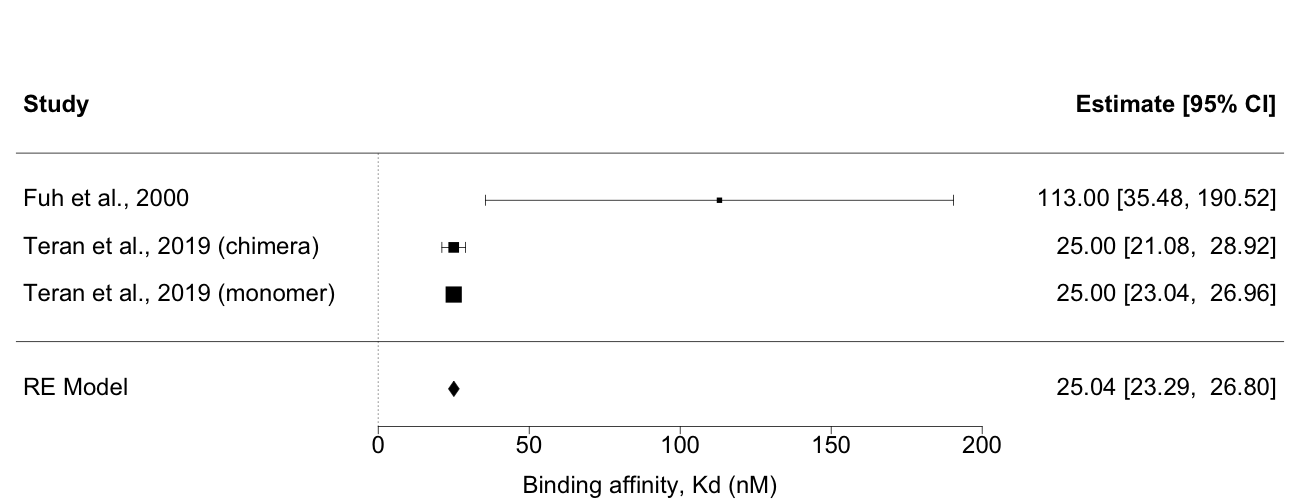 Study Estimate [95% CI]
Fuh et al., 2000 113.00 [35.48, 190.52]
Teran et al., 2019 (chimera) 25.00 [21.08, 28.92]
Teran et al., 2019 (monomer) 25.00 [23.04, 26.96]
RE Model 25.04 [23.29, 26.80]
0 50 100 150 200
Binding affinity, Kd (nM)